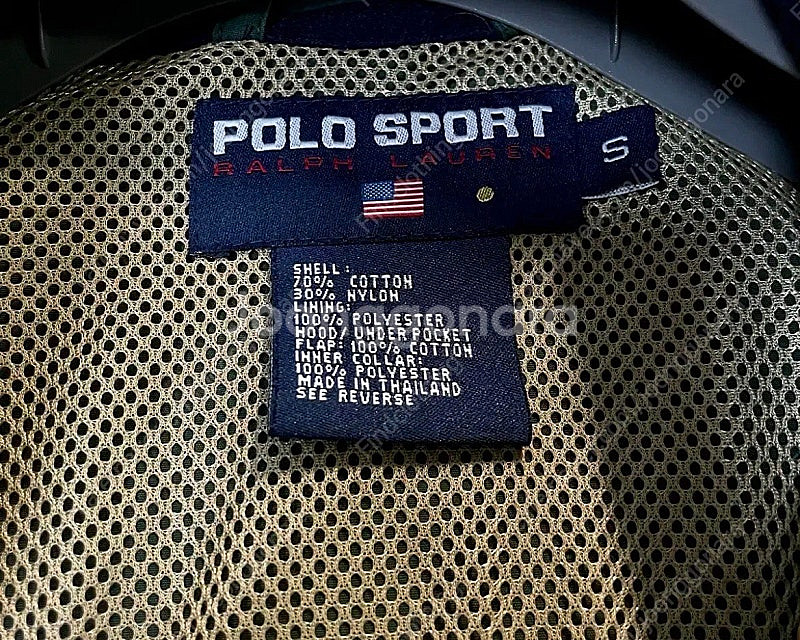 POLO SPORT
RALPH LAUREN
S
SHELL:
70% COTTON
30% NYLON
LINING:
100% POLYESTER
HOOD/UNDER POCKET
FLAP: 100% COTTON
INNER COLLAR:
100% POLYESTER
MADE IN THAILAND
SEE REVERSE